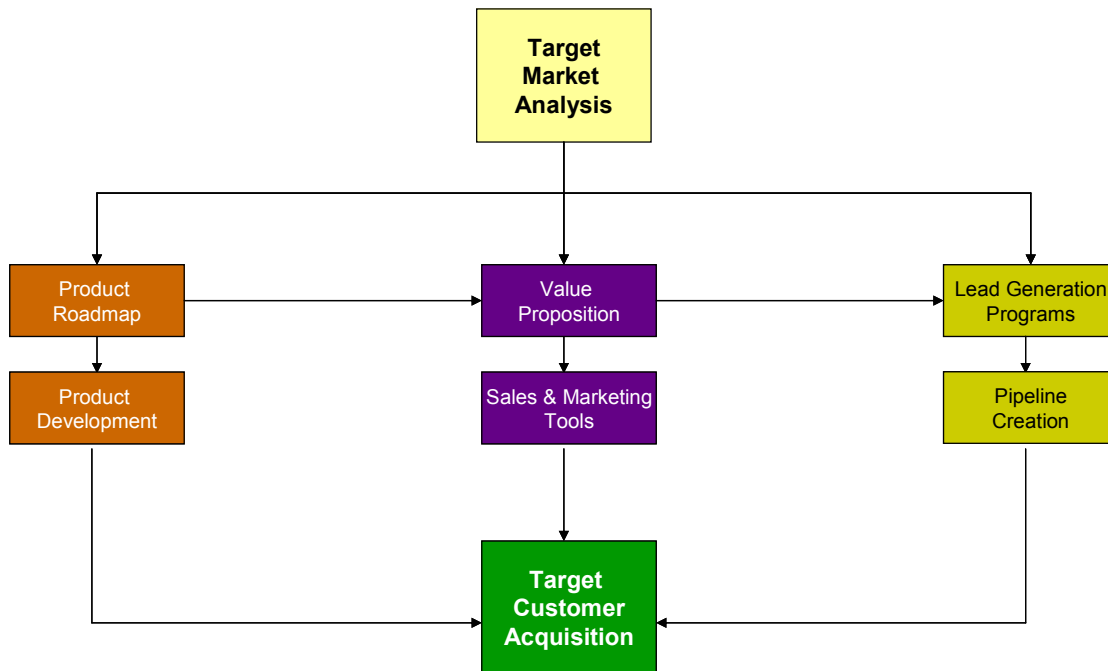 Target
Market
Analysis
Product
Roadmap
Value
Proposition
Lead Generation
Programs
Product
Development
Sales & Marketing
Tools
Pipeline
Creation
Target
Customer
Acquisition